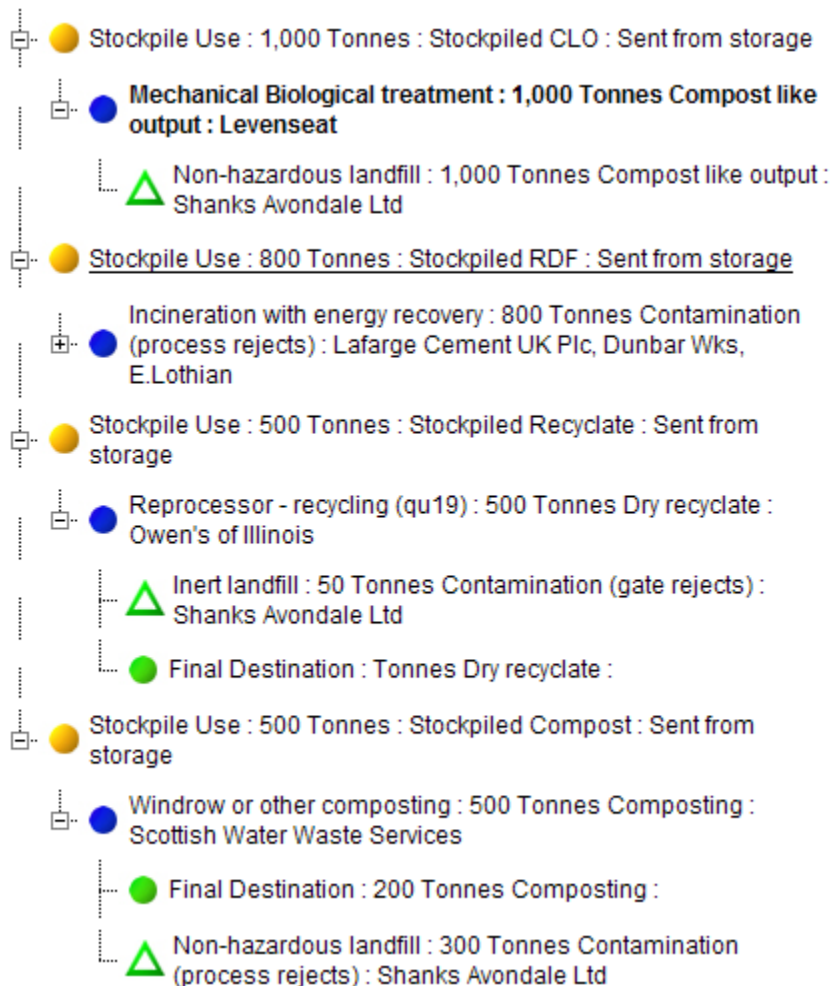 Stockpile Use : 1,000 Tonnes : Stockpiled CLO : Sent from storage
Mechanical Biological treatment : 1,000 Tonnes Compost like
output : Levenseat
Non-hazardous landfill : 1,000 Tonnes Compost like output :
Shanks Avondale Ltd
Stockpile Use : 800 Tonnes : Stockpiled RDF : Sent from storage
Incineration with energy recovery : 800 Tonnes Contamination
(process rejects) : Lafarge Cement UK Plc, Dunbar Wks,
E.Lothian
Stockpile Use : 500 Tonnes : Stockpiled Recyclate : Sent from
storage
Reprocessor - recycling (qu19) : 500 Tonnes Dry recyclate :
Owen's of Illinois
Inert landfill : 50 Tonnes Contamination (gate rejects) :
Shanks Avondale Ltd
Final Destination : Tonnes Dry recyclate :
Stockpile Use : 500 Tonnes : Stockpiled Compost : Sent from
storage
Windrow or other composting : 500 Tonnes Composting :
Scottish Water Waste Services
Final Destination : 200 Tonnes Composting :
Non-hazardous landfill : 300 Tonnes Contamination
(process rejects) : Shanks Avondale Ltd